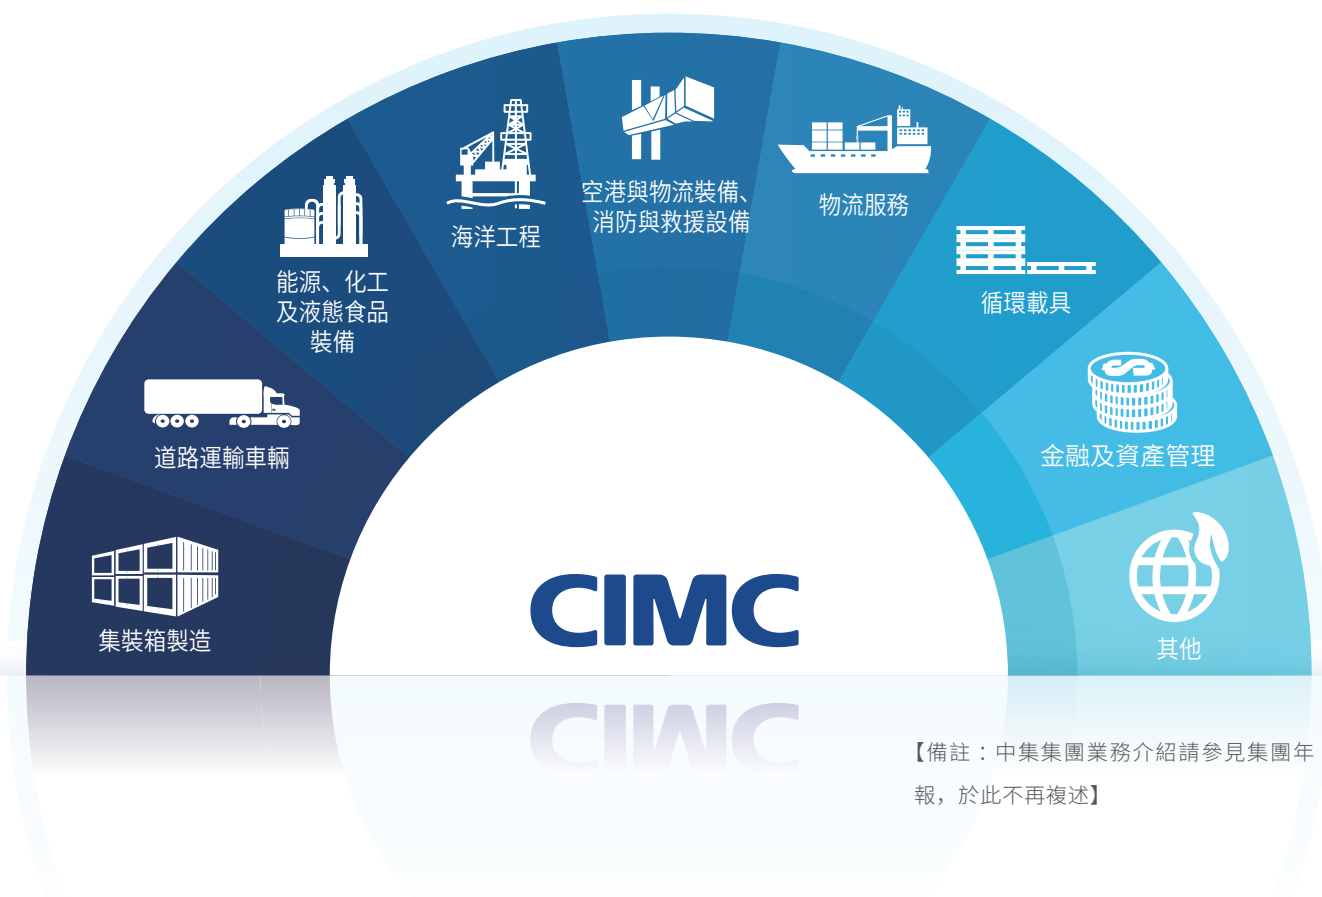 集裝箱製造
道路運輸車輛
能源、化工
及液態食品
裝備
海洋工程
空港與物流裝備、
消防與救援設備
物流服務
循環載具
金融及資產管理
其他
CIMC
【備註：中集集團業務介紹請參見集團年
報，於此不再複述】